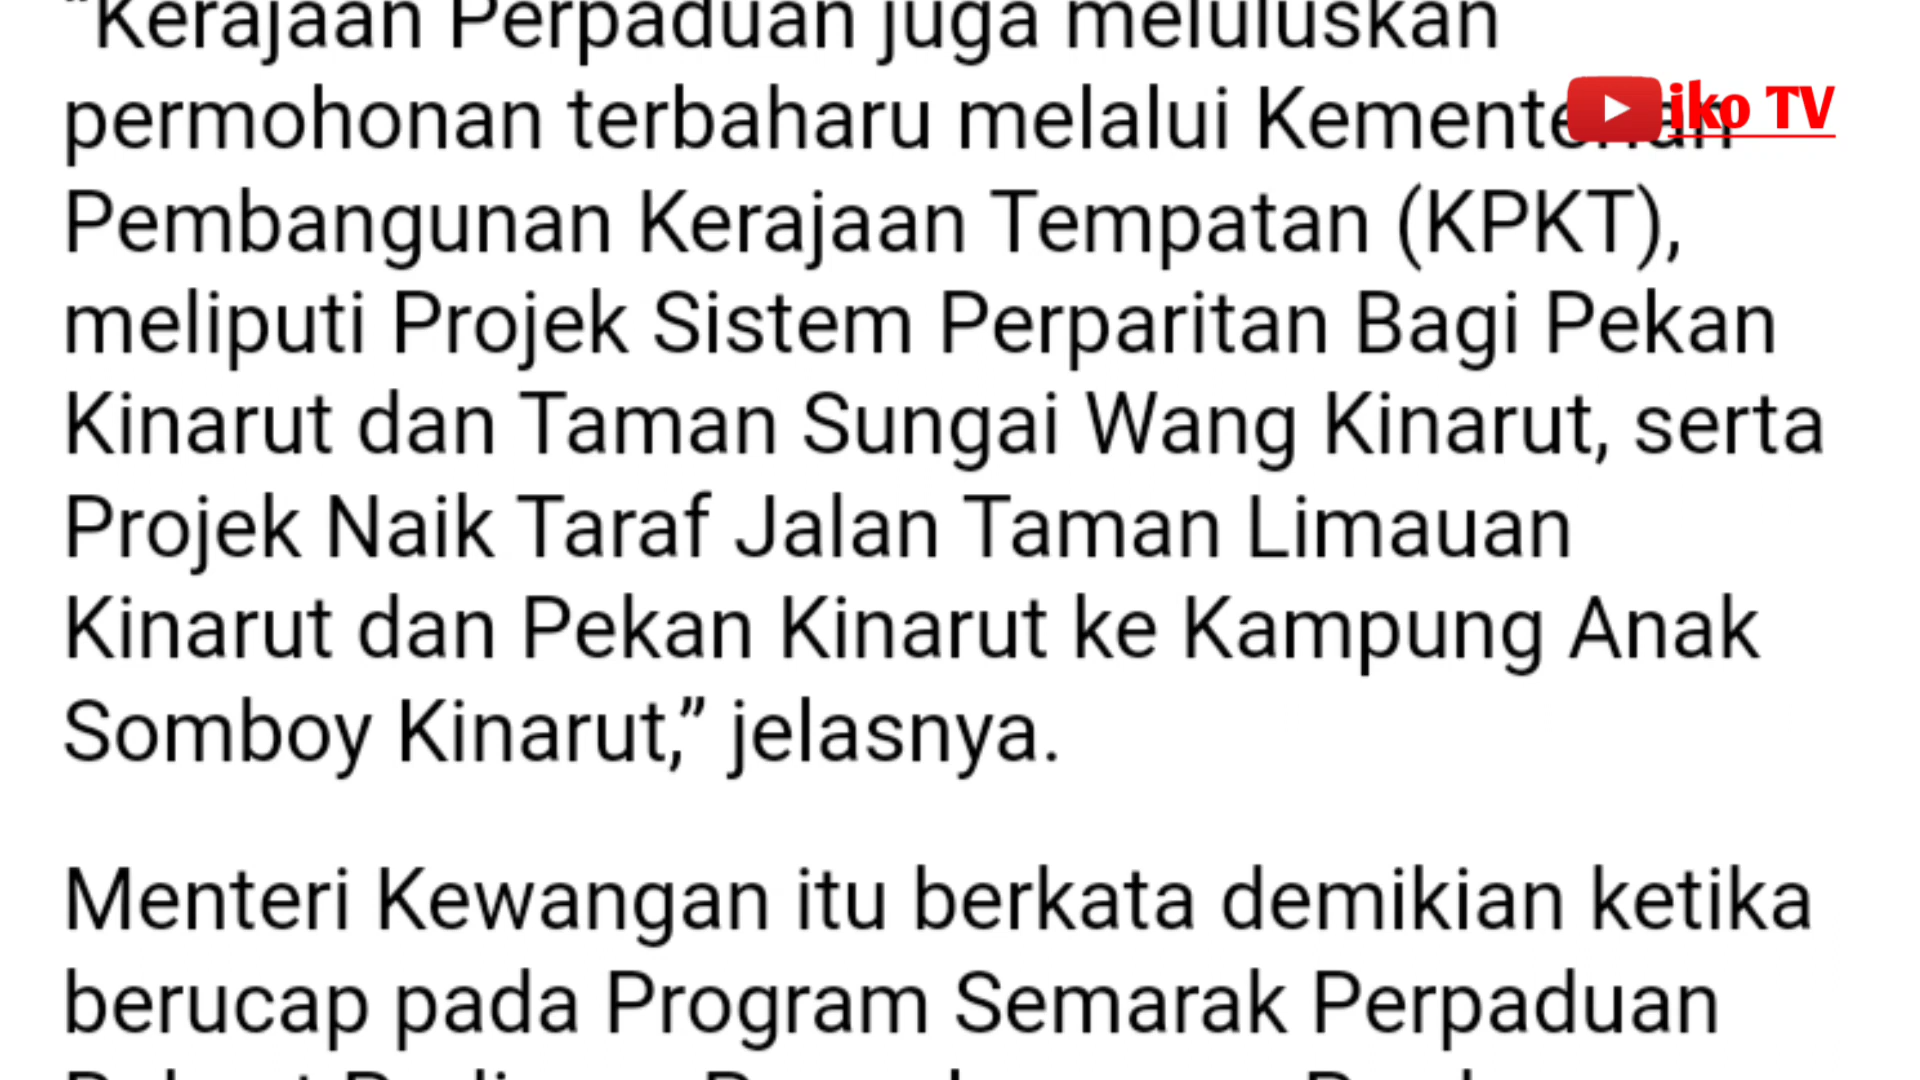 “Kerajaan Perpaduan juga meluluskan
permohonan terbaharu melalui Kementerian
iko TV
Pembangunan Kerajaan Tempatan (KPKT),
meliputi Projek Sistem Perparitan Bagi Pekan
Kinarut dan Taman Sungai Wang Kinarut, serta
Projek Naik Taraf Jalan Taman Limauan
Kinarut dan Pekan Kinarut ke Kampung Anak
Somboy Kinarut,” jelasnya.
Menteri Kewangan itu berkata demikian ketika
berucap pada Program Semarak Perpaduan